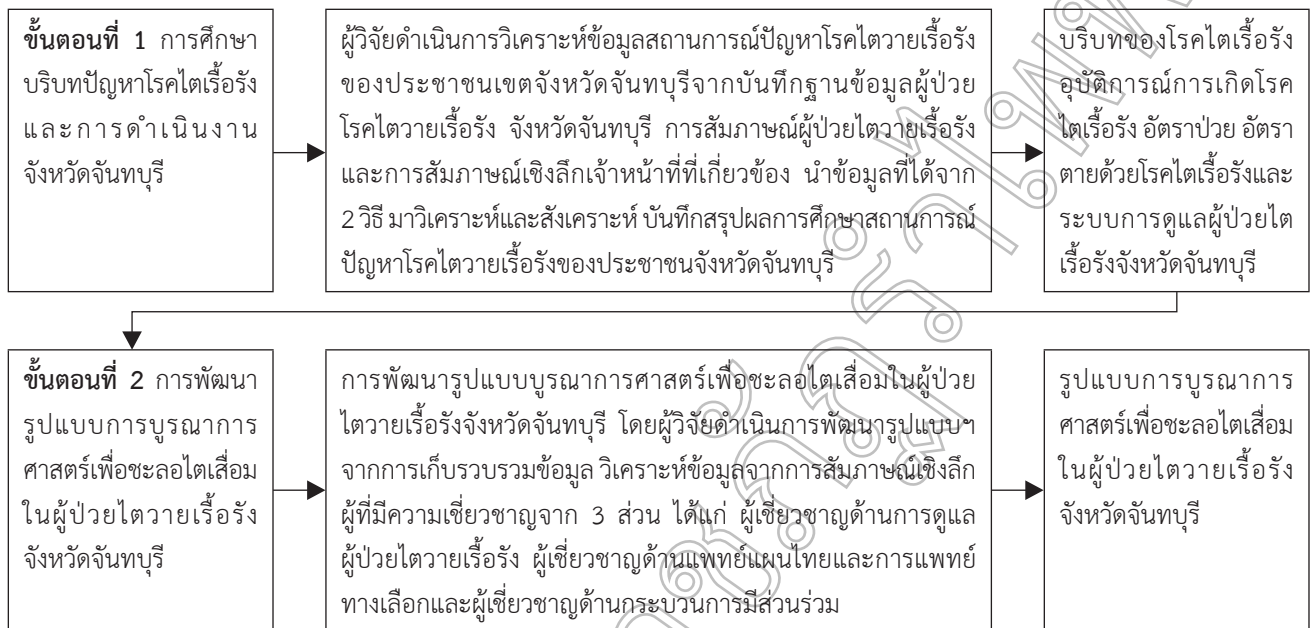 ขั้นตอนที่ 1 การศึกษา
บริบทปัญหาโรคไตเรื้อรัง
และการดำเนินงาน
จังหวัดจันทบุรี
ผู้วิจัยดำเนินการวิเคราะห์ข้อมูลสถานการณ์ปัญหาโรคไตวายเรื้อรัง
ของประชาชนเขตจังหวัดจันทบุรีจากบันทึกฐานข้อมูลผู้ป่วย
โรคไตวายเรื้อรัง จังหวัดจันทบุรี การสัมภาษณ์ผู้ป่วยไตวายเรื้อรัง
และการสัมภาษณ์เชิงลึกเจ้าหน้าที่ที่เกี่ยวข้อง นำข้อมูลที่ได้จาก
2 วิธี มาวิเคราะห์และสังเคราะห์ บันทึกสรุปผลการศึกษาสถานการณ์
ปัญหาโรคไตวายเรื้อรังของประชาชนจังหวัดจันทบุรี
บริบทของโรคไตเรื้อรัง
อุบัติการณ์การเกิดโรค
ไตเรื้อรัง อัตราป่วย อัตรา
ตายด้วยโรคไตเรื้อรังและ
ระบบการดูแลผู้ป่วยไต
เรื้อรังจังหวัดจันทบุรี
ขั้นตอนที่ 2 การพัฒนา
รูปแบบการบูรณาการ
ศาสตร์เพื่อชะลอไตเสื่อม
ในผู้ป่วยไตวายเรื้อรัง
จังหวัดจันทบุรี
การพัฒนารูปแบบบูรณาการศาสตร์เพื่อชะลอไตเสื่อมในผู้ป่วย
ไตวายเรื้อรังจังหวัดจันทบุรี โดยผู้วิจัยดำเนินการพัฒนารูปแบบฯ
จากการเก็บรวบรวมข้อมูล วิเคราะห์ข้อมูลจากการสัมภาษณ์เชิงลึก
ผู้ที่มีความเชี่ยวชาญจาก 3 ส่วน ได้แก่ ผู้เชี่ยวชาญด้านการดูแล
ผู้ป่วยไตวายเรื้อรัง ผู้เชี่ยวชาญด้านแพทย์แผนไทยและการแพทย์
ทางเลือกและผู้เชี่ยวชาญด้านกระบวนการมีส่วนร่วม
รูปแบบการบูรณาการ
ศาสตร์เพื่อชะลอไตเสื่อม
ในผู้ป่วยไตวายเรื้อรัง
จังหวัดจันทบุรี